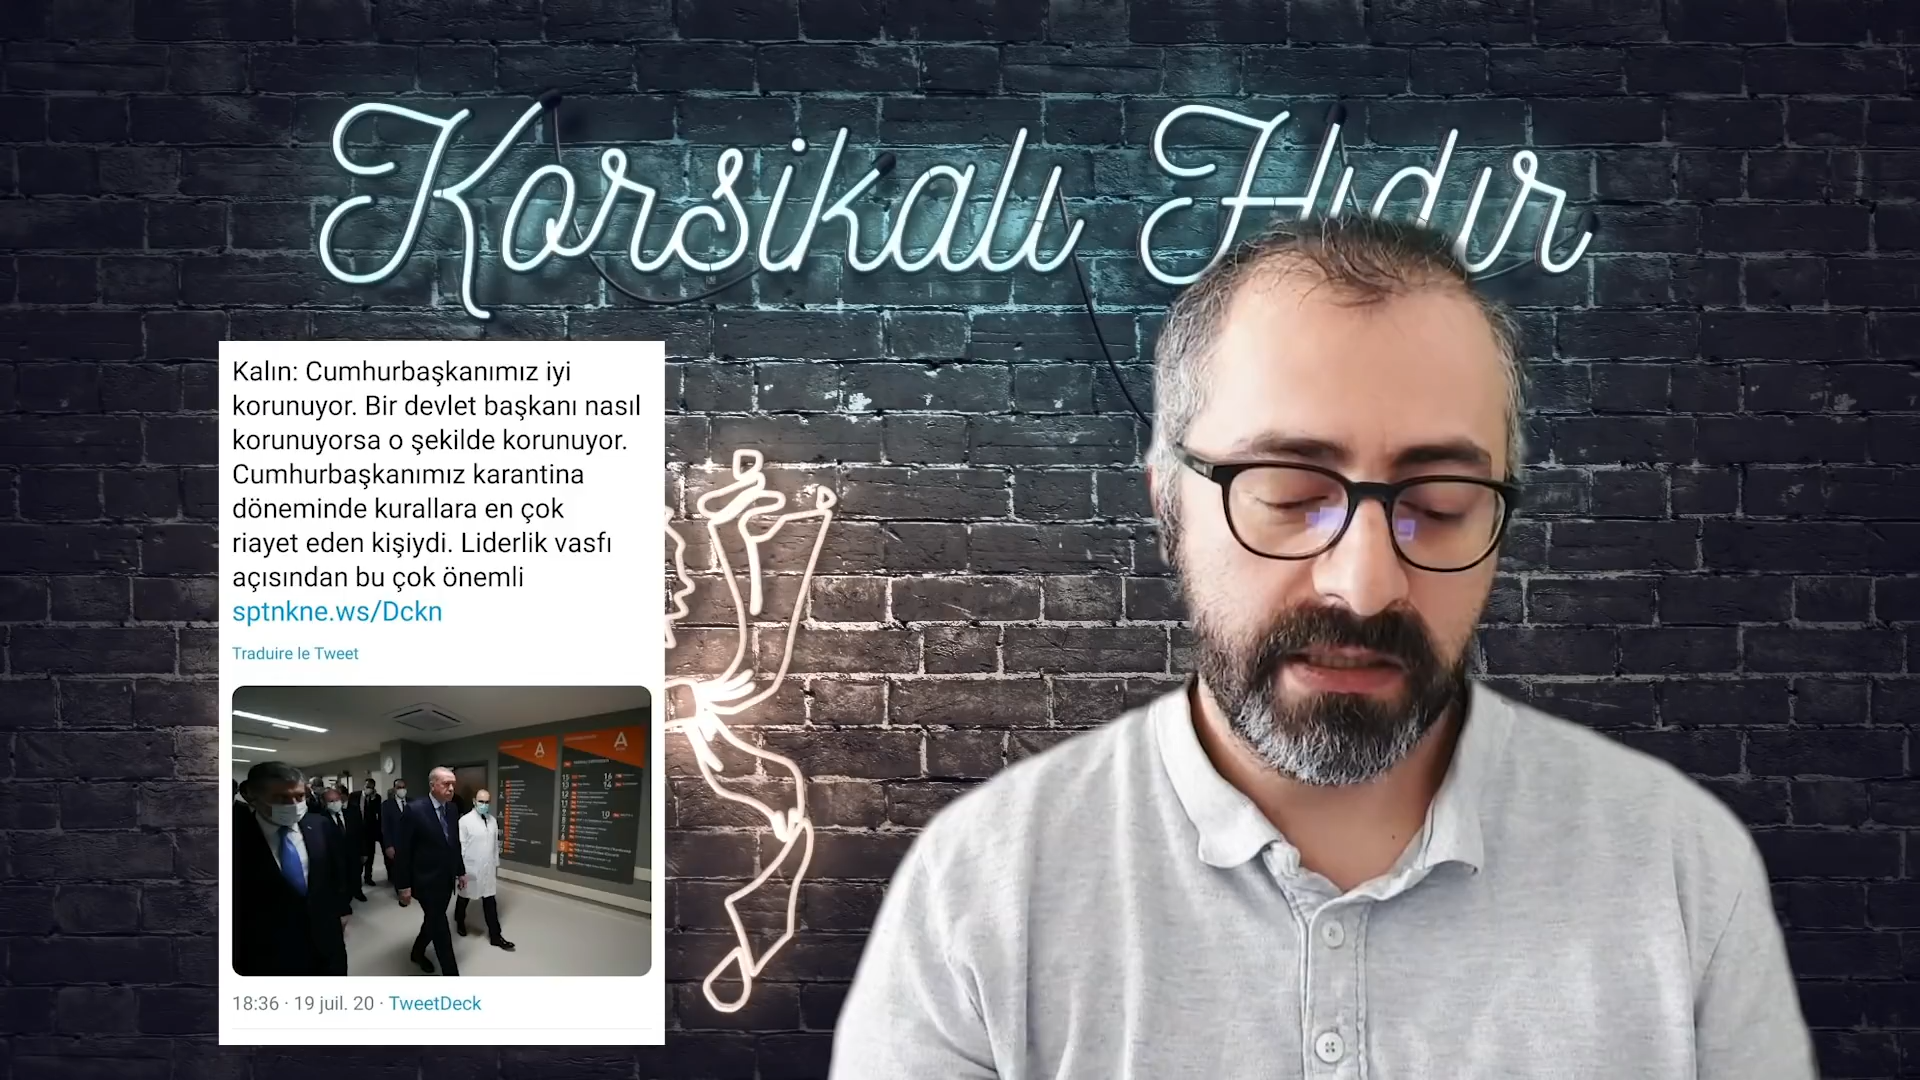 Korsikalı Hıdır
Kalın: Cumhurbaşkanımız iyi
korunuyor. Bir devlet başkanı nasıl
korunuyorsa o şekilde korunuyor.
Cumhurbaşkanımız karantina
döneminde kurallara en çok
riayet eden kişiydi. Liderlik vasfı
açısından bu çok önemli
sptnkne.ws/Dckn
Traduire le Tweet
A
A
18:36 · 19 juil. 20 · TweetDeck